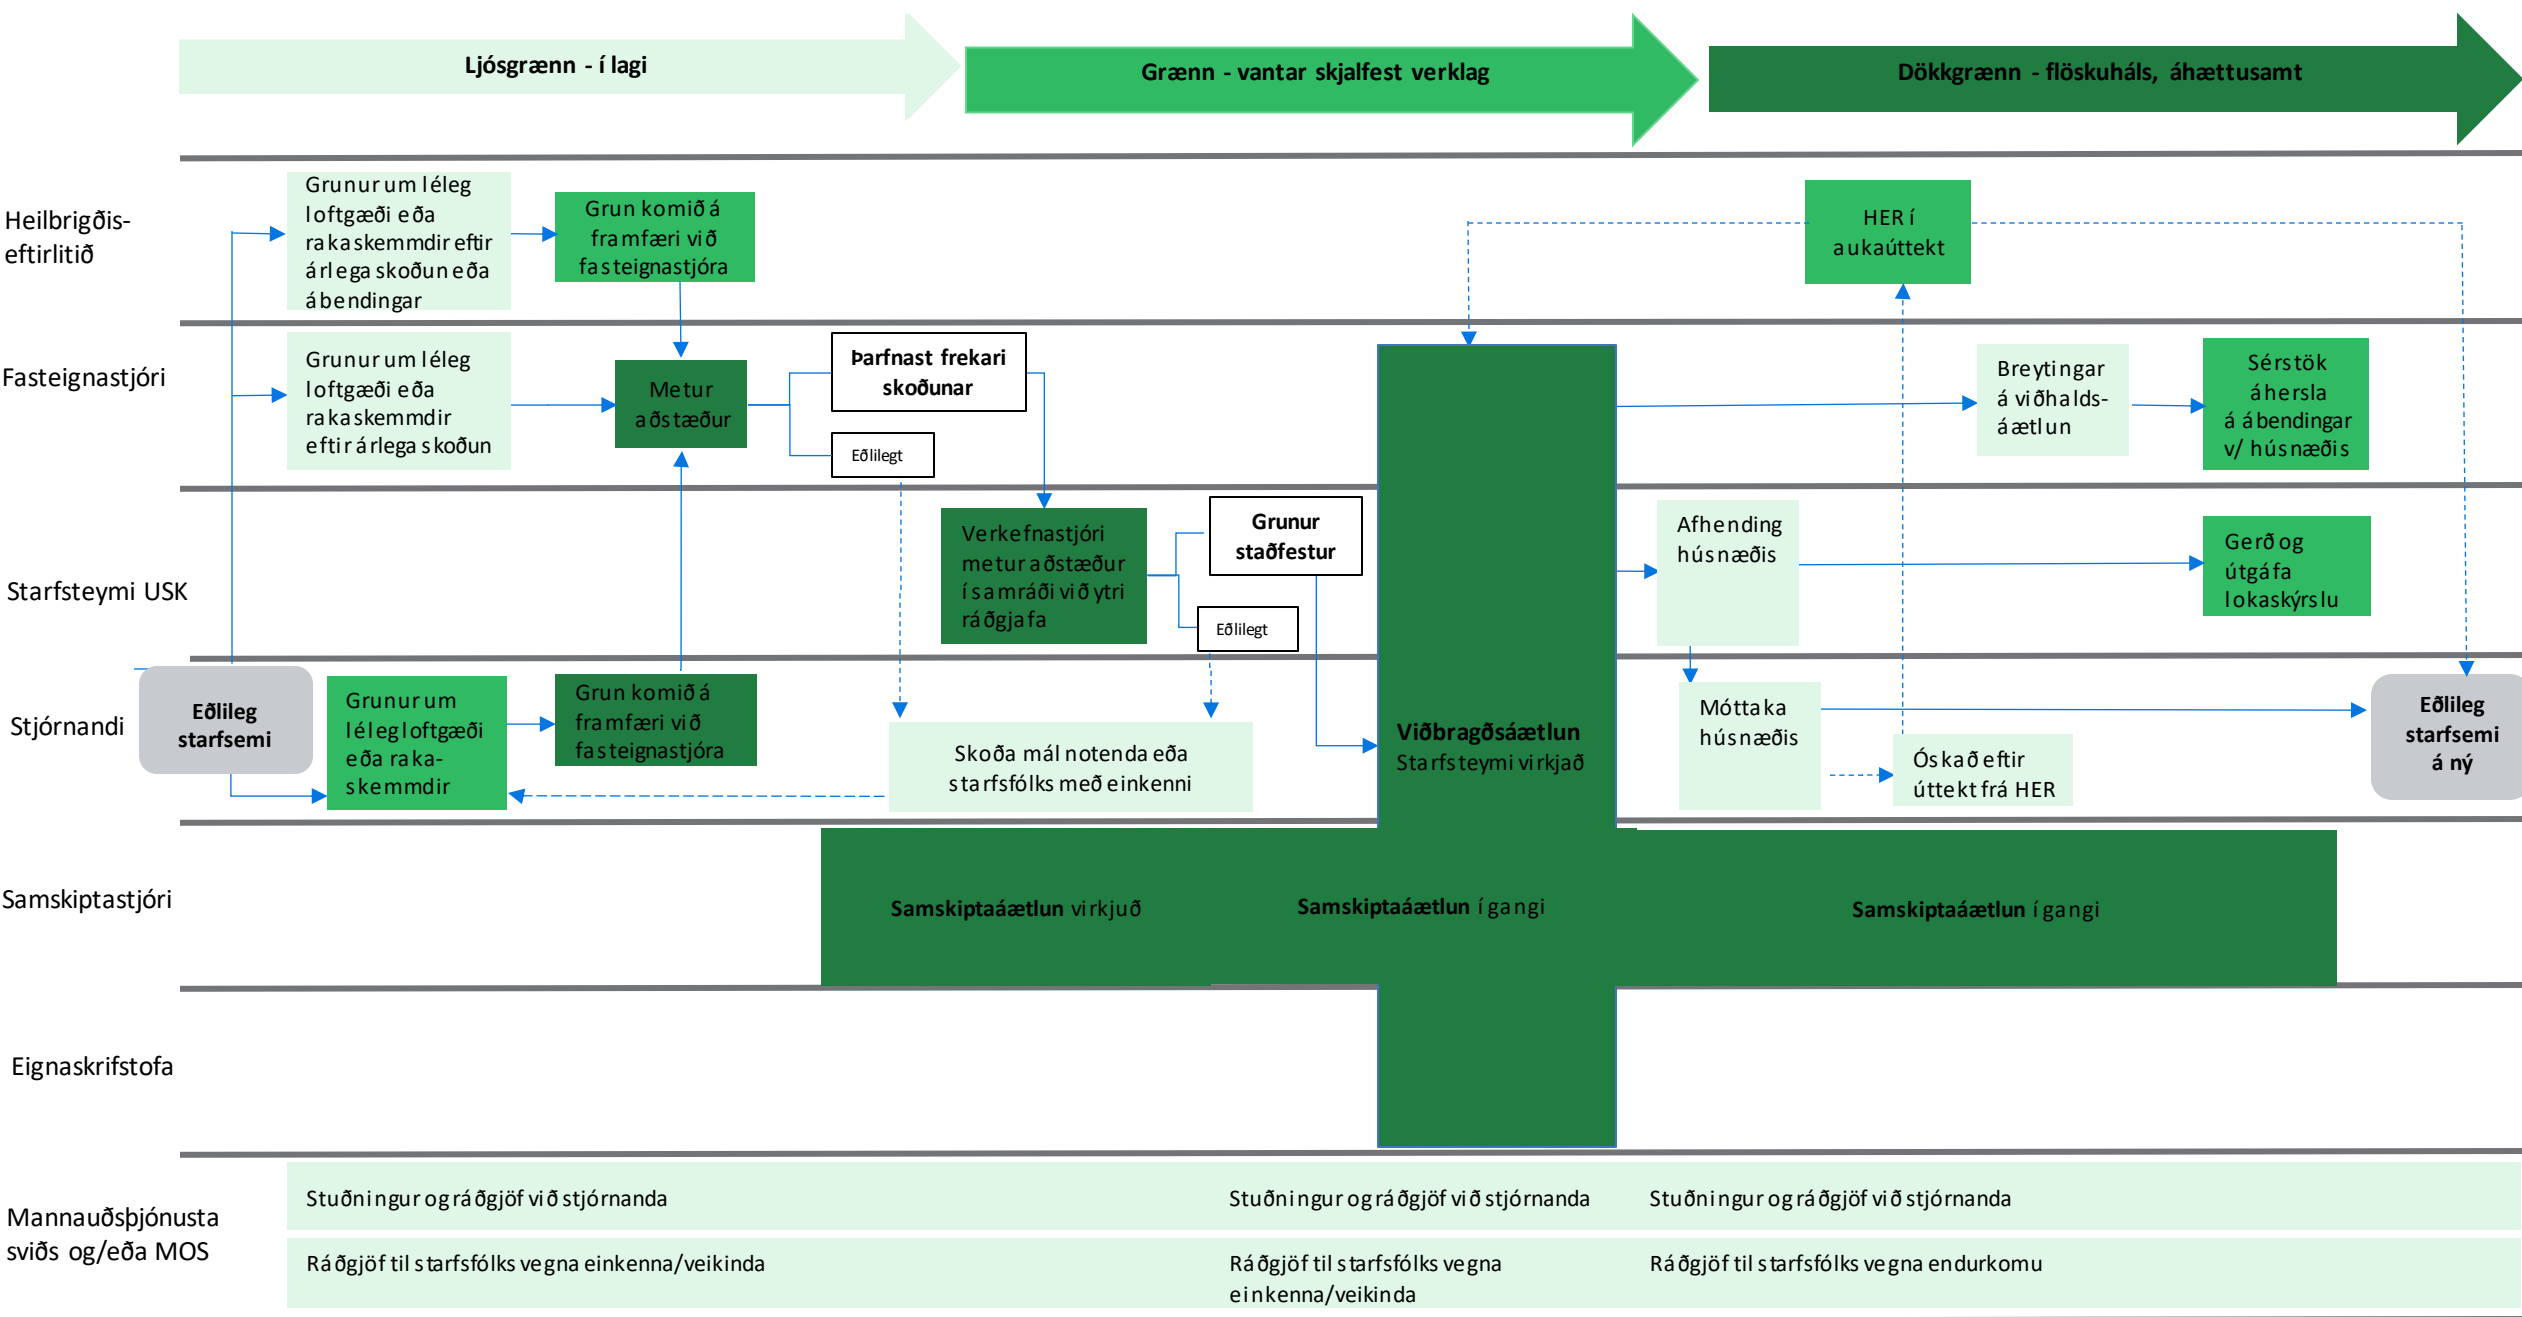 Ljósgrænn - í lagi
Grænn - vantar skjalfest verklag
Dökkgrænn - flöskuháls, áhættusamt
Heilbrigðis-
eftirlitið
Grunur um léleg
loftgæði eða
rakaskemmdir eftir
árlega skoðun eða
ábendingar
Grun komið á
framfæri við
fasteignastjóra
HER í
aukaúttekt
Fasteignastjóri
Grunur um léleg
loftgæði eða
rakaskemmdir
eftir árlega skoðun
Metur
aðstæður
Þarfnast frekari
skoðunar
Eðlilegt
Breytingar
á viðhalds-
áætlun
Sérstök
áhersla
á ábendingar
v/ húsnæðis
Starfsteymi USK
Verkefnastjóri
metur aðstæður
í samráði við ytri
ráðgjafa
Grunur
staðfestur
Eðlilegt
Afhending
húsnæðis
Gerð og
útgáfa
lokaskýrslu
Stjórnandi
Eðlileg
starfsemi
Grunur um
léleg loftgæði
eða raka-
skemmdir
Grun komið á
framfæri við
fasteignastjóra
Skoða mál notenda eða
starfsfólks með einkenni
Viðbragðsáætlun
Starfsteymi virkjað
Móttaka
húsnæðis
Óskað eftir
úttekt frá HER
Eðlileg
starfsemi
á ný
Samskiptastjóri
Samskiptaáætlun virkjuð
Samskiptaáætlun í gangi
Samskiptaáætlun í gangi
Eignaskrifstofa
Mannauðsþjónusta
sviðs og/eða MOS
Stuðningur og ráðgjöf við stjórnanda
Stuðningur og ráðgjöf við stjórnanda
Stuðningur og ráðgjöf við stjórnanda
Ráðgjöf til starfsfólks vegna einkenna/veikinda
Ráðgjöf til starfsfólks vegna
einkenna/veikinda
Ráðgjöf til starfsfólks vegna endurkomu